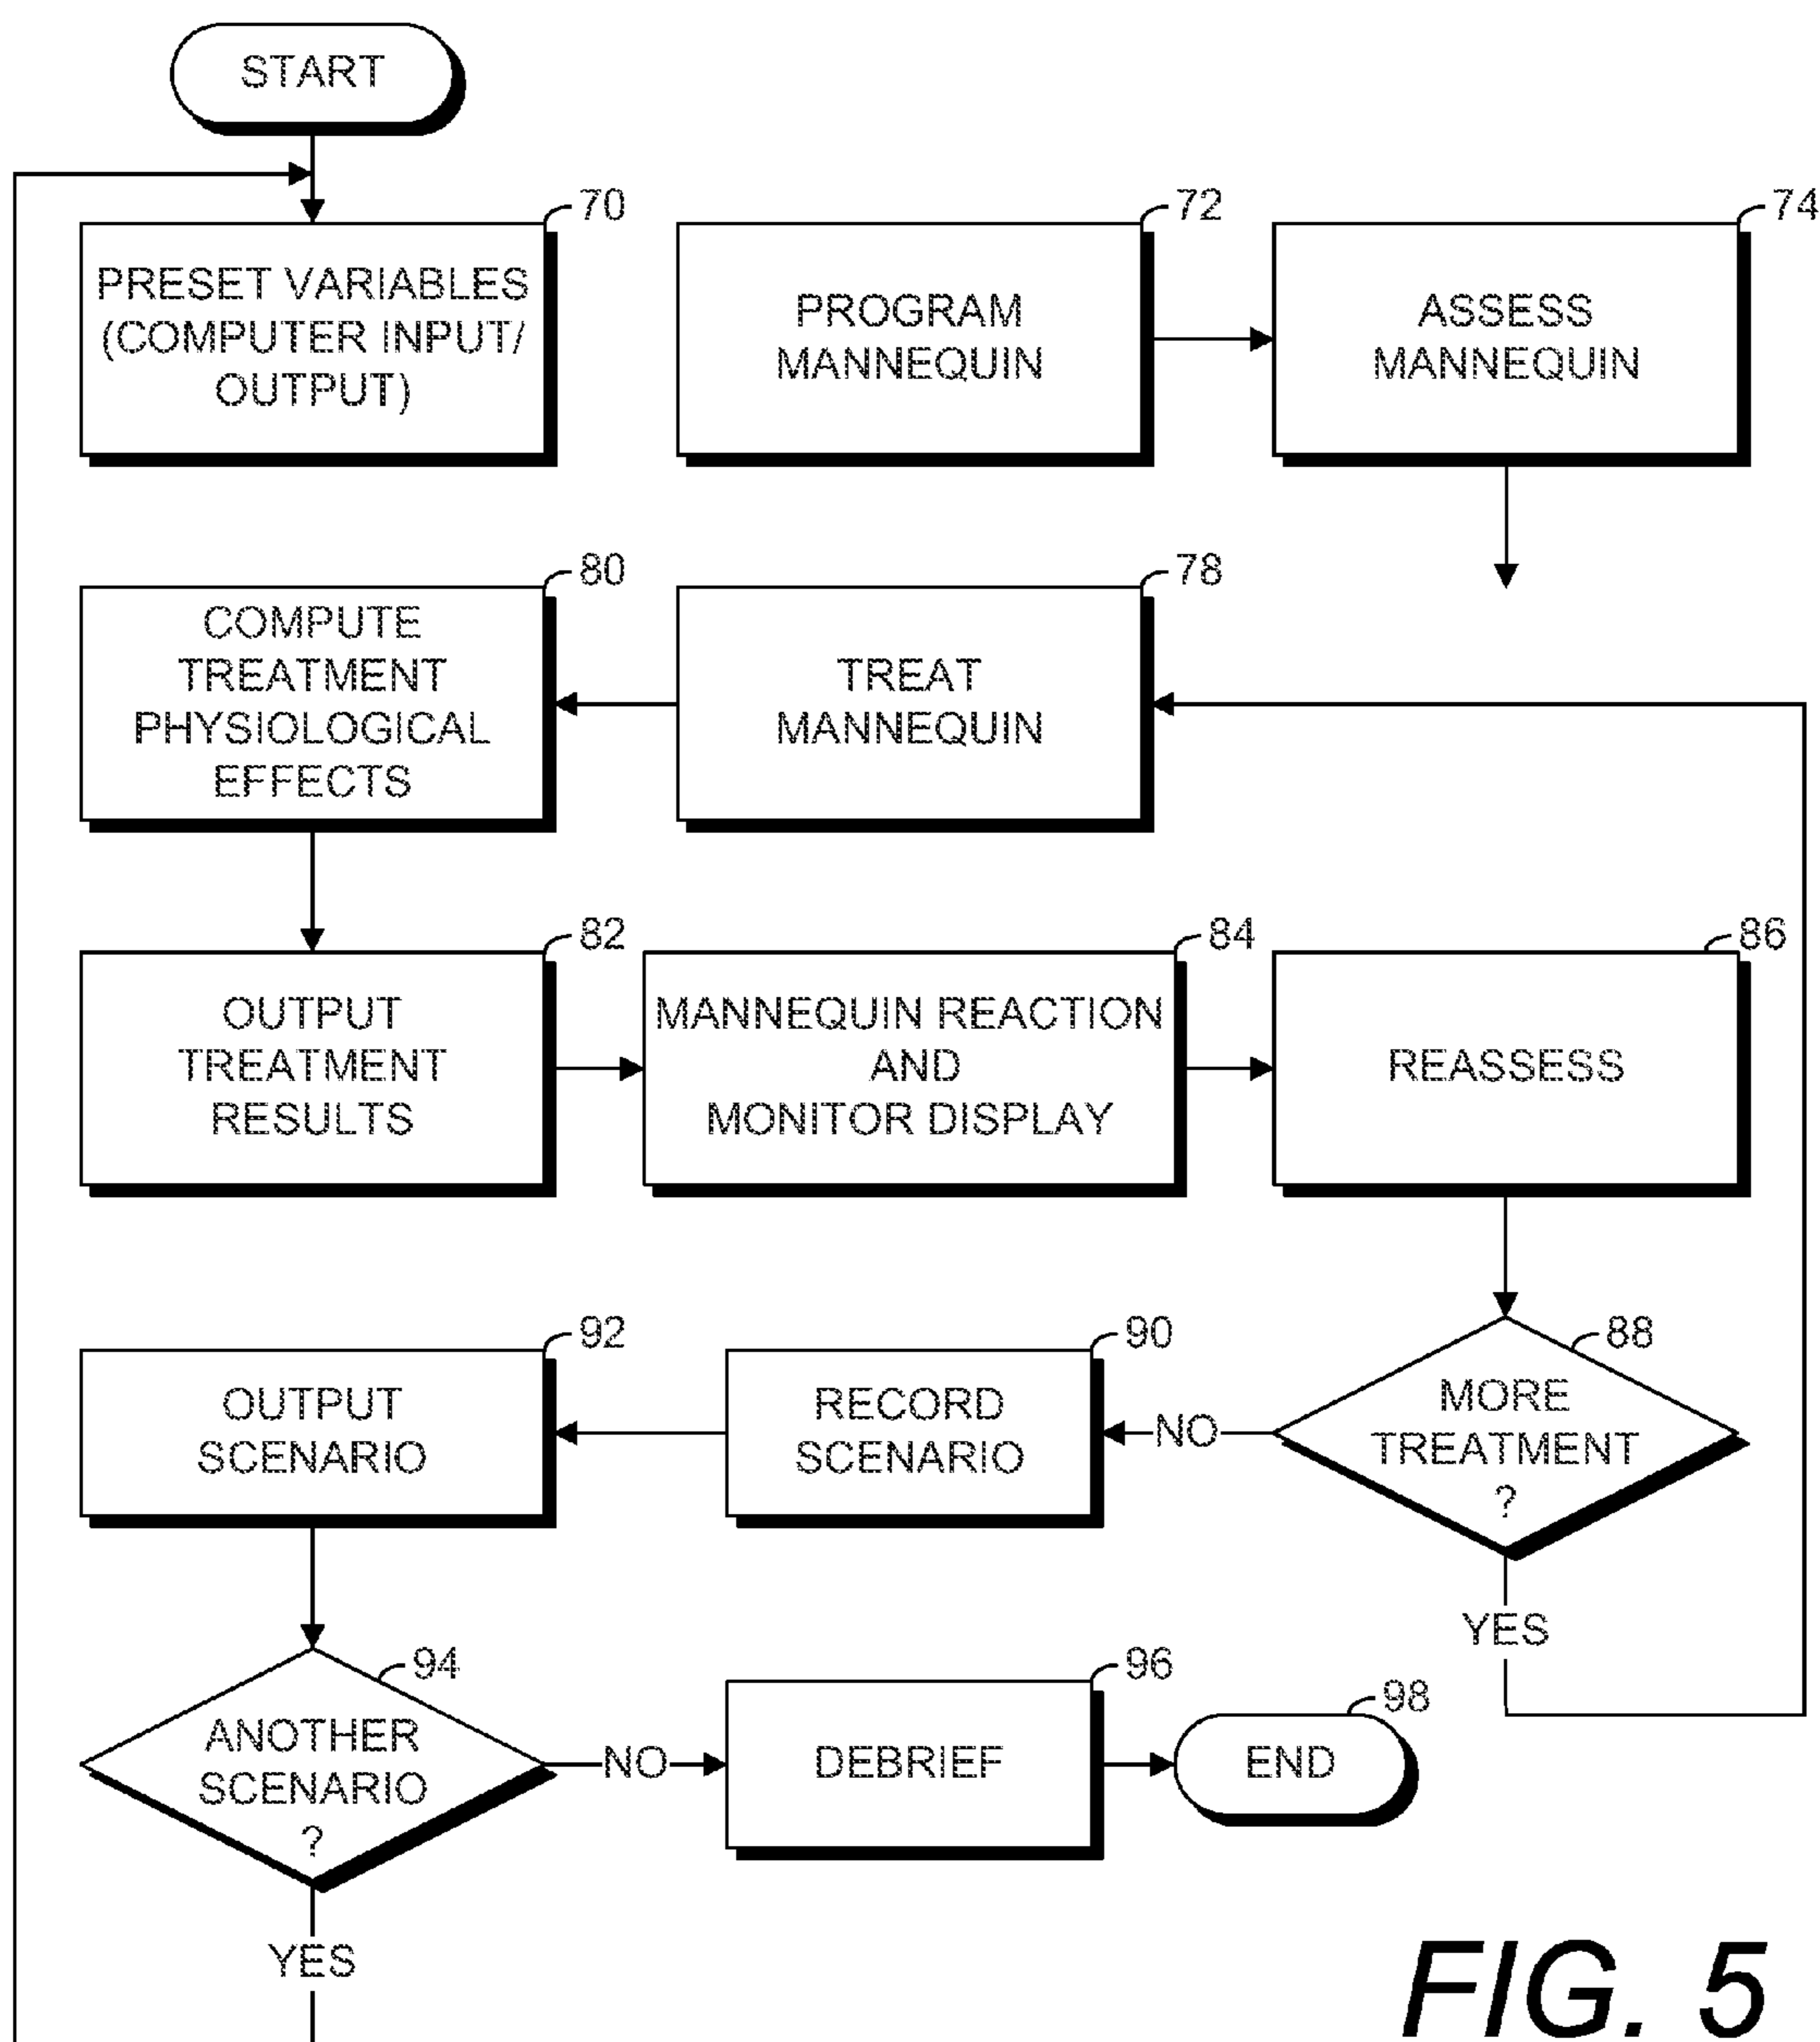 START
70
PRESET VARIABLES
(COMPUTER INPUT/
OUTPUT)
72
PROGRAM
MANNEQUIN
74
ASSESS
MANNEQUIN
80
COMPUTE
TREATMENT
PHYSIOLOGICAL
EFFECTS
78
TREAT
MANNEQUIN
82
OUTPUT
TREATMENT
RESULTS
84
MANNEQUIN REACTION
AND
MONITOR DISPLAY
86
REASSESS
92
OUTPUT
SCENARIO
90
RECORD
SCENARIO
NO
88
MORE
TREATMENT
?
YES
94
ANOTHER
SCENARIO
?
NO
96
DEBRIEF
98
END
YES
FIG. 5